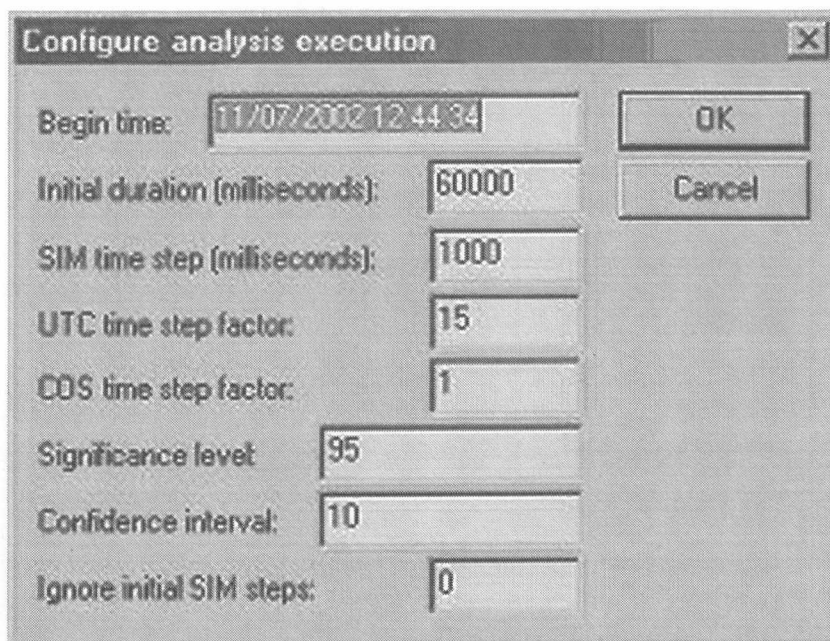 Configure analysis execution
Begin time: 11/07/2002 12:44:34 OK
Initial duration (milliseconds): 60000 Cancel
SIM time step (milliseconds): 1000
UTC time step factor: 15
COS time step factor: 1
Significance level: 95
Confidence interval: 10
Ignore initial SIM steps: 0